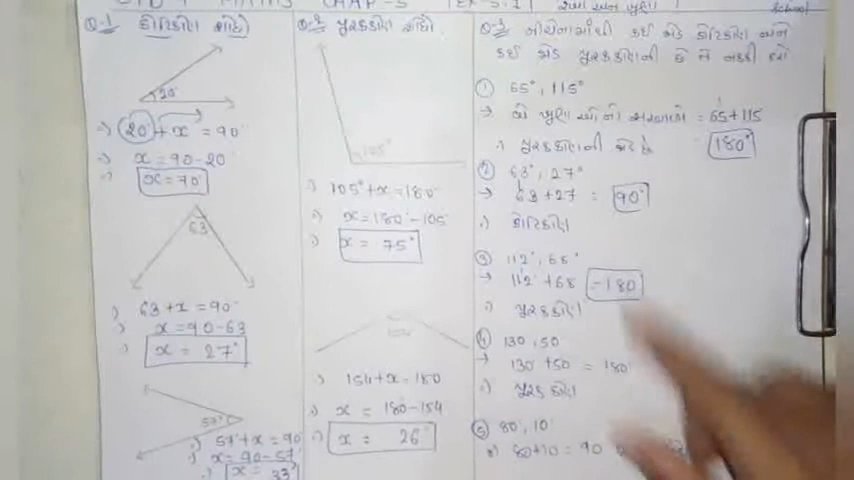 MATHS CHAP-5 EX-5.2
Q-1 કોટિકોણ શોધો
20°
→) 20° + x = 90°
→) x = 90 - 20
→) x = 70°
63
→) 63 + x = 90°
→) x = 90 - 63
→) x = 27°
57°
→) 57 + x = 90°
→) x = 90 - 57°
→) x = 33°
Q-2 પૂરકકોણ શોધો
105°
→) 105° + x = 180°
→) x = 180° - 105
→) x = 75°
→) 154 + x = 180
→) x = 180 - 154
→) x = 26°
Q-3 નીચેનામાંથી કઈ જોડ કોટિકોણ અને
કઈ જોડ પૂરકકોણની છે તે નક્કી કરો
① 65°, 115°
→ બે ખૂણાઓનો સરવાળો = 65 + 115
∴ પૂરકકોણની જોડ છે 180°
② 63°, 27°
→ 63 + 27 = 90°
∴ કોટિકોણ
③ 112°, 68°
→ 112° + 68 = 180
∴ પૂરકકોણ
④ 130, 50
→ 130 + 50 = 180
∴ પૂરકકોણ
⑤ 80°, 10°
80 + 10 = 90